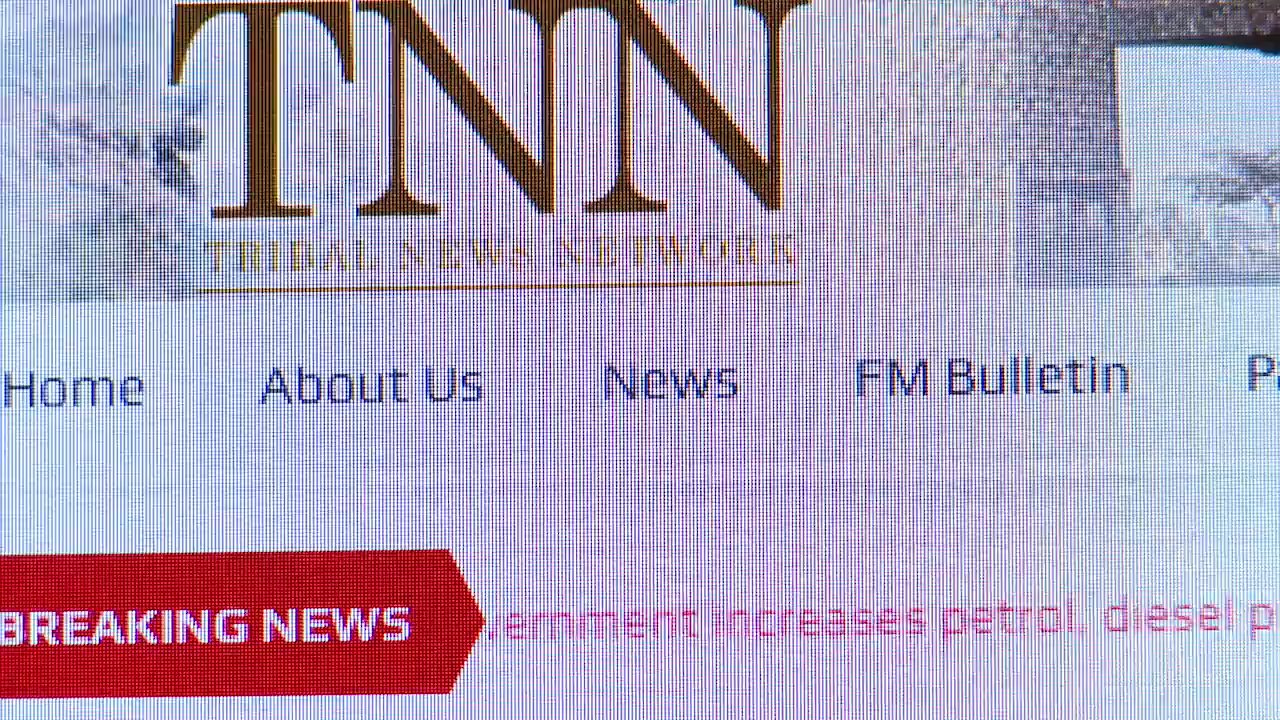 TNN
TRIBAL NEWS NETWORK
Home About Us News FM Bulletin
BREAKING NEWS increases petrol, diesel